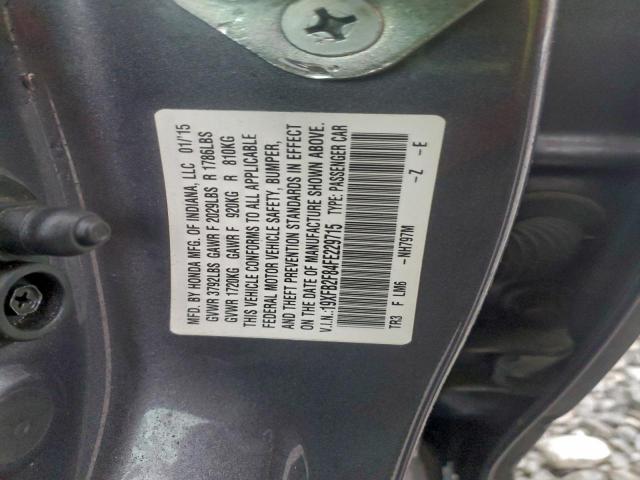 MFD. BY HONDA MFG. OF INDIANA, LLC 01/15
GVWR 3792LBS GAWR F 2029LBS R 1786LBS
GVWR 1720KG GAWR F 920KG R 810KG
THIS VEHICLE CONFORMS TO ALL APPLICABLE
FEDERAL MOTOR VEHICLE SAFETY, BUMPER,
AND THEFT PREVENTION STANDARDS IN EFFECT
ON THE DATE OF MANUFACTURE SHOWN ABOVE.
V.I.N.:19XFB2F84FE229715 TYPE: PASSENGER CAR
TR3 F LM6 -NH797M -Z -E